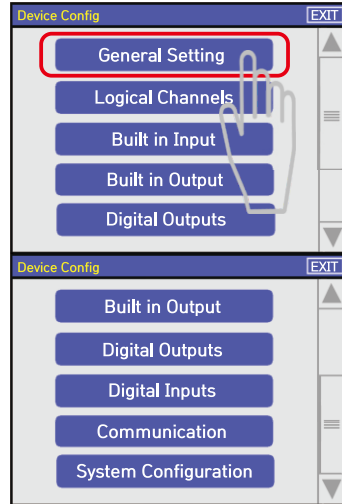 Device Config EXIT
General Setting
Logical Channels
Built in Input
Built in Output
Digital Outputs
Device Config EXIT
Built in Output
Digital Outputs
Digital Inputs
Communication
System Configuration